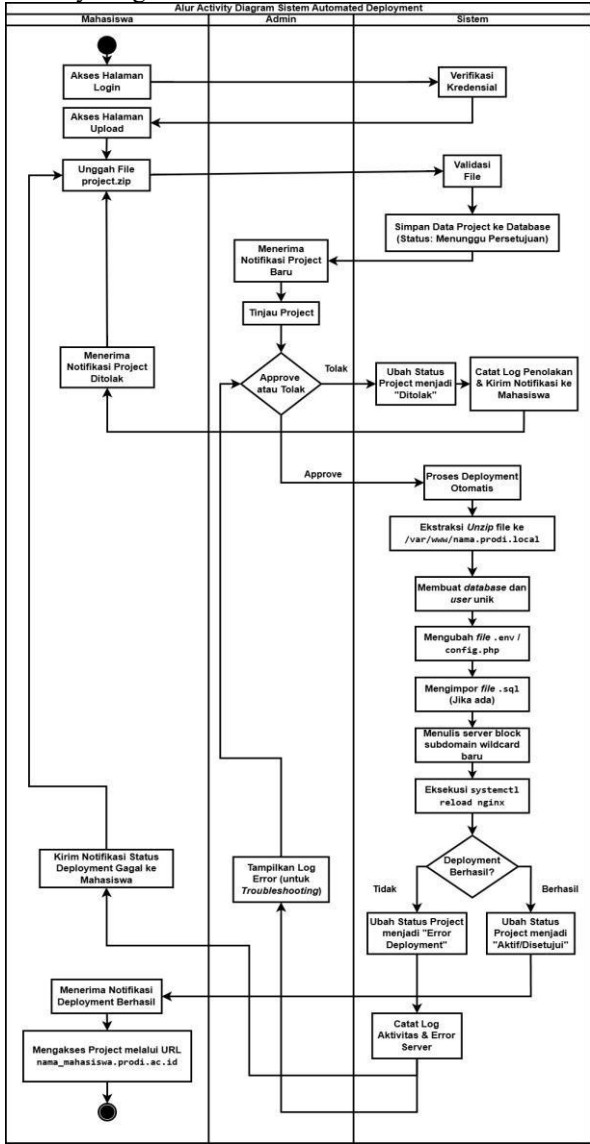 Alur Activity Diagram Sistem Automated Deployment
Mahasiswa
Admin
Sistem
Akses Halaman
Login
Verifikasi
Kredensial
Akses Halaman
Upload
Unggah File
project.zip
Validasi
File
Simpan Data Project ke Database
(Status: Menunggu Persetujuan)
Menerima
Notifikasi Project
Baru
Tinjau Project
Menerima
Notifikasi Project
Ditolak
Approve
atau Tolak
Tolak
Ubah Status
Project menjadi
"Ditolak"
Catat Log Penolakan
& Kirim Notifikasi ke
Mahasiswa
Approve
Proses Deployment
Otomatis
Ekstraksi Unzip file ke
/var/www/nama.prodi.local
Membuat database dan
user unik
Mengubah file .env /
config.php
Mengimpor file .sql
(Jika ada)
Menulis server block
subdomain wildcard
baru
Eksekusi systemctl
reload nginx
Kirim Notifikasi Status
Deployment Gagal ke
Mahasiswa
Tampilkan Log
Error (untuk
Troubleshooting)
Deployment
Berhasil?
Tidak
Berhasil
Ubah Status Project
menjadi "Error
Deployment"
Ubah Status
Project menjadi
"Aktif/Disetujui"
Menerima Notifikasi
Deployment Berhasil
Catat Log
Aktivitas & Error
Server
Mengakses Project melalui URL
nama_mahasiswa.prodi.ac.id